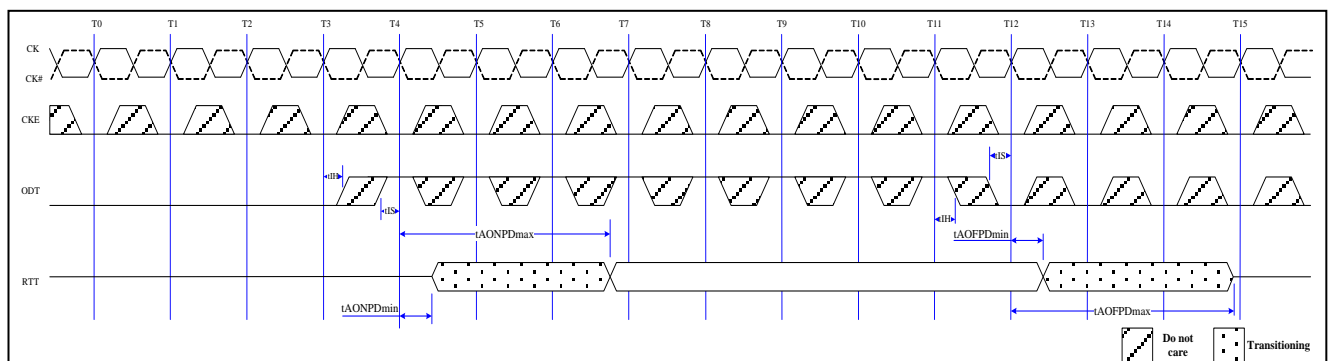 T0 T1 T2 T3 T4 T5 T6 T7 T8 T9 T10 T11 T12 T13 T14 T15
CK
CK#
CKE
tIS
tIH
ODT
tIS
tIH
tAONPDmax
tAOFPDmin
RTT
tAONPDmin
tAOFPDmax
Do not
care
Transitioning